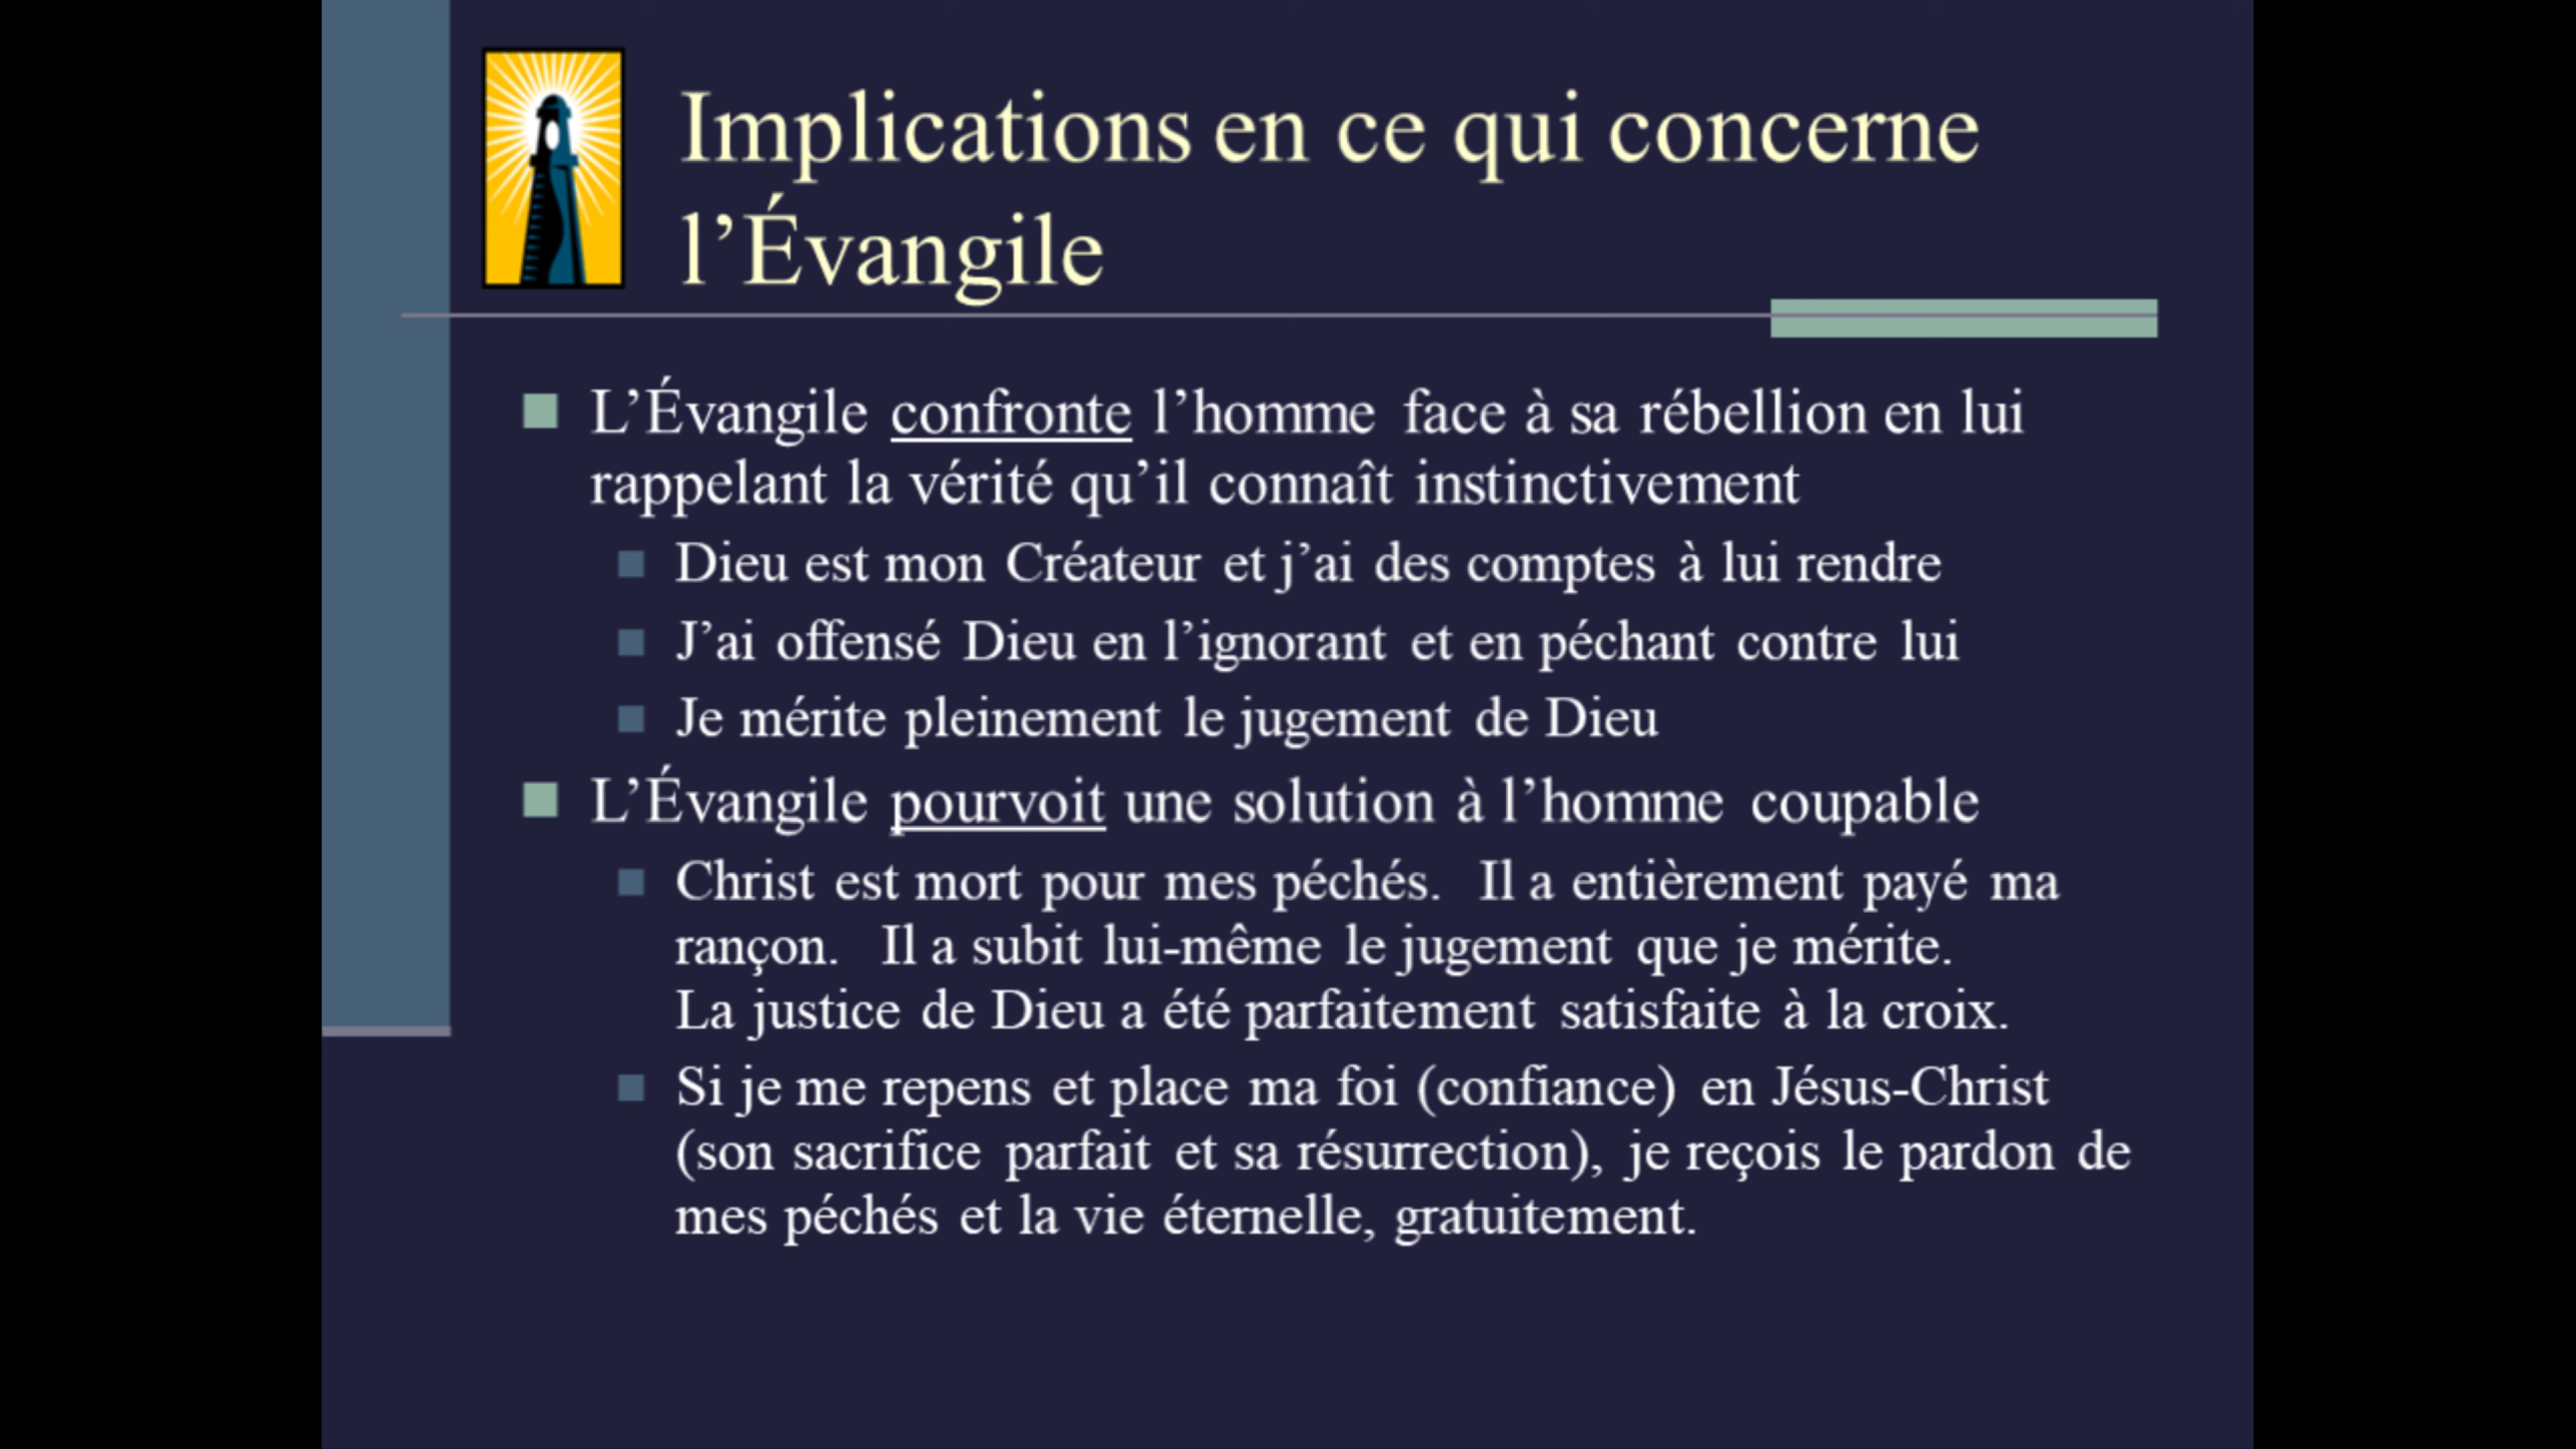 Implications en ce qui concerne
l’Évangile
L’Évangile confronte l’homme face à sa rébellion en lui
rappelant la vérité qu’il connaît instinctivement
Dieu est mon Créateur et j’ai des comptes à lui rendre
J’ai offensé Dieu en l’ignorant et en péchant contre lui
Je mérite pleinement le jugement de Dieu
L’Évangile pourvoit une solution à l’homme coupable
Christ est mort pour mes péchés. Il a entièrement payé ma
rançon. Il a subit lui-même le jugement que je mérite.
La justice de Dieu a été parfaitement satisfaite à la croix.
Si je me repens et place ma foi (confiance) en Jésus-Christ
(son sacrifice parfait et sa résurrection), je reçois le pardon de
mes péchés et la vie éternelle, gratuitement.